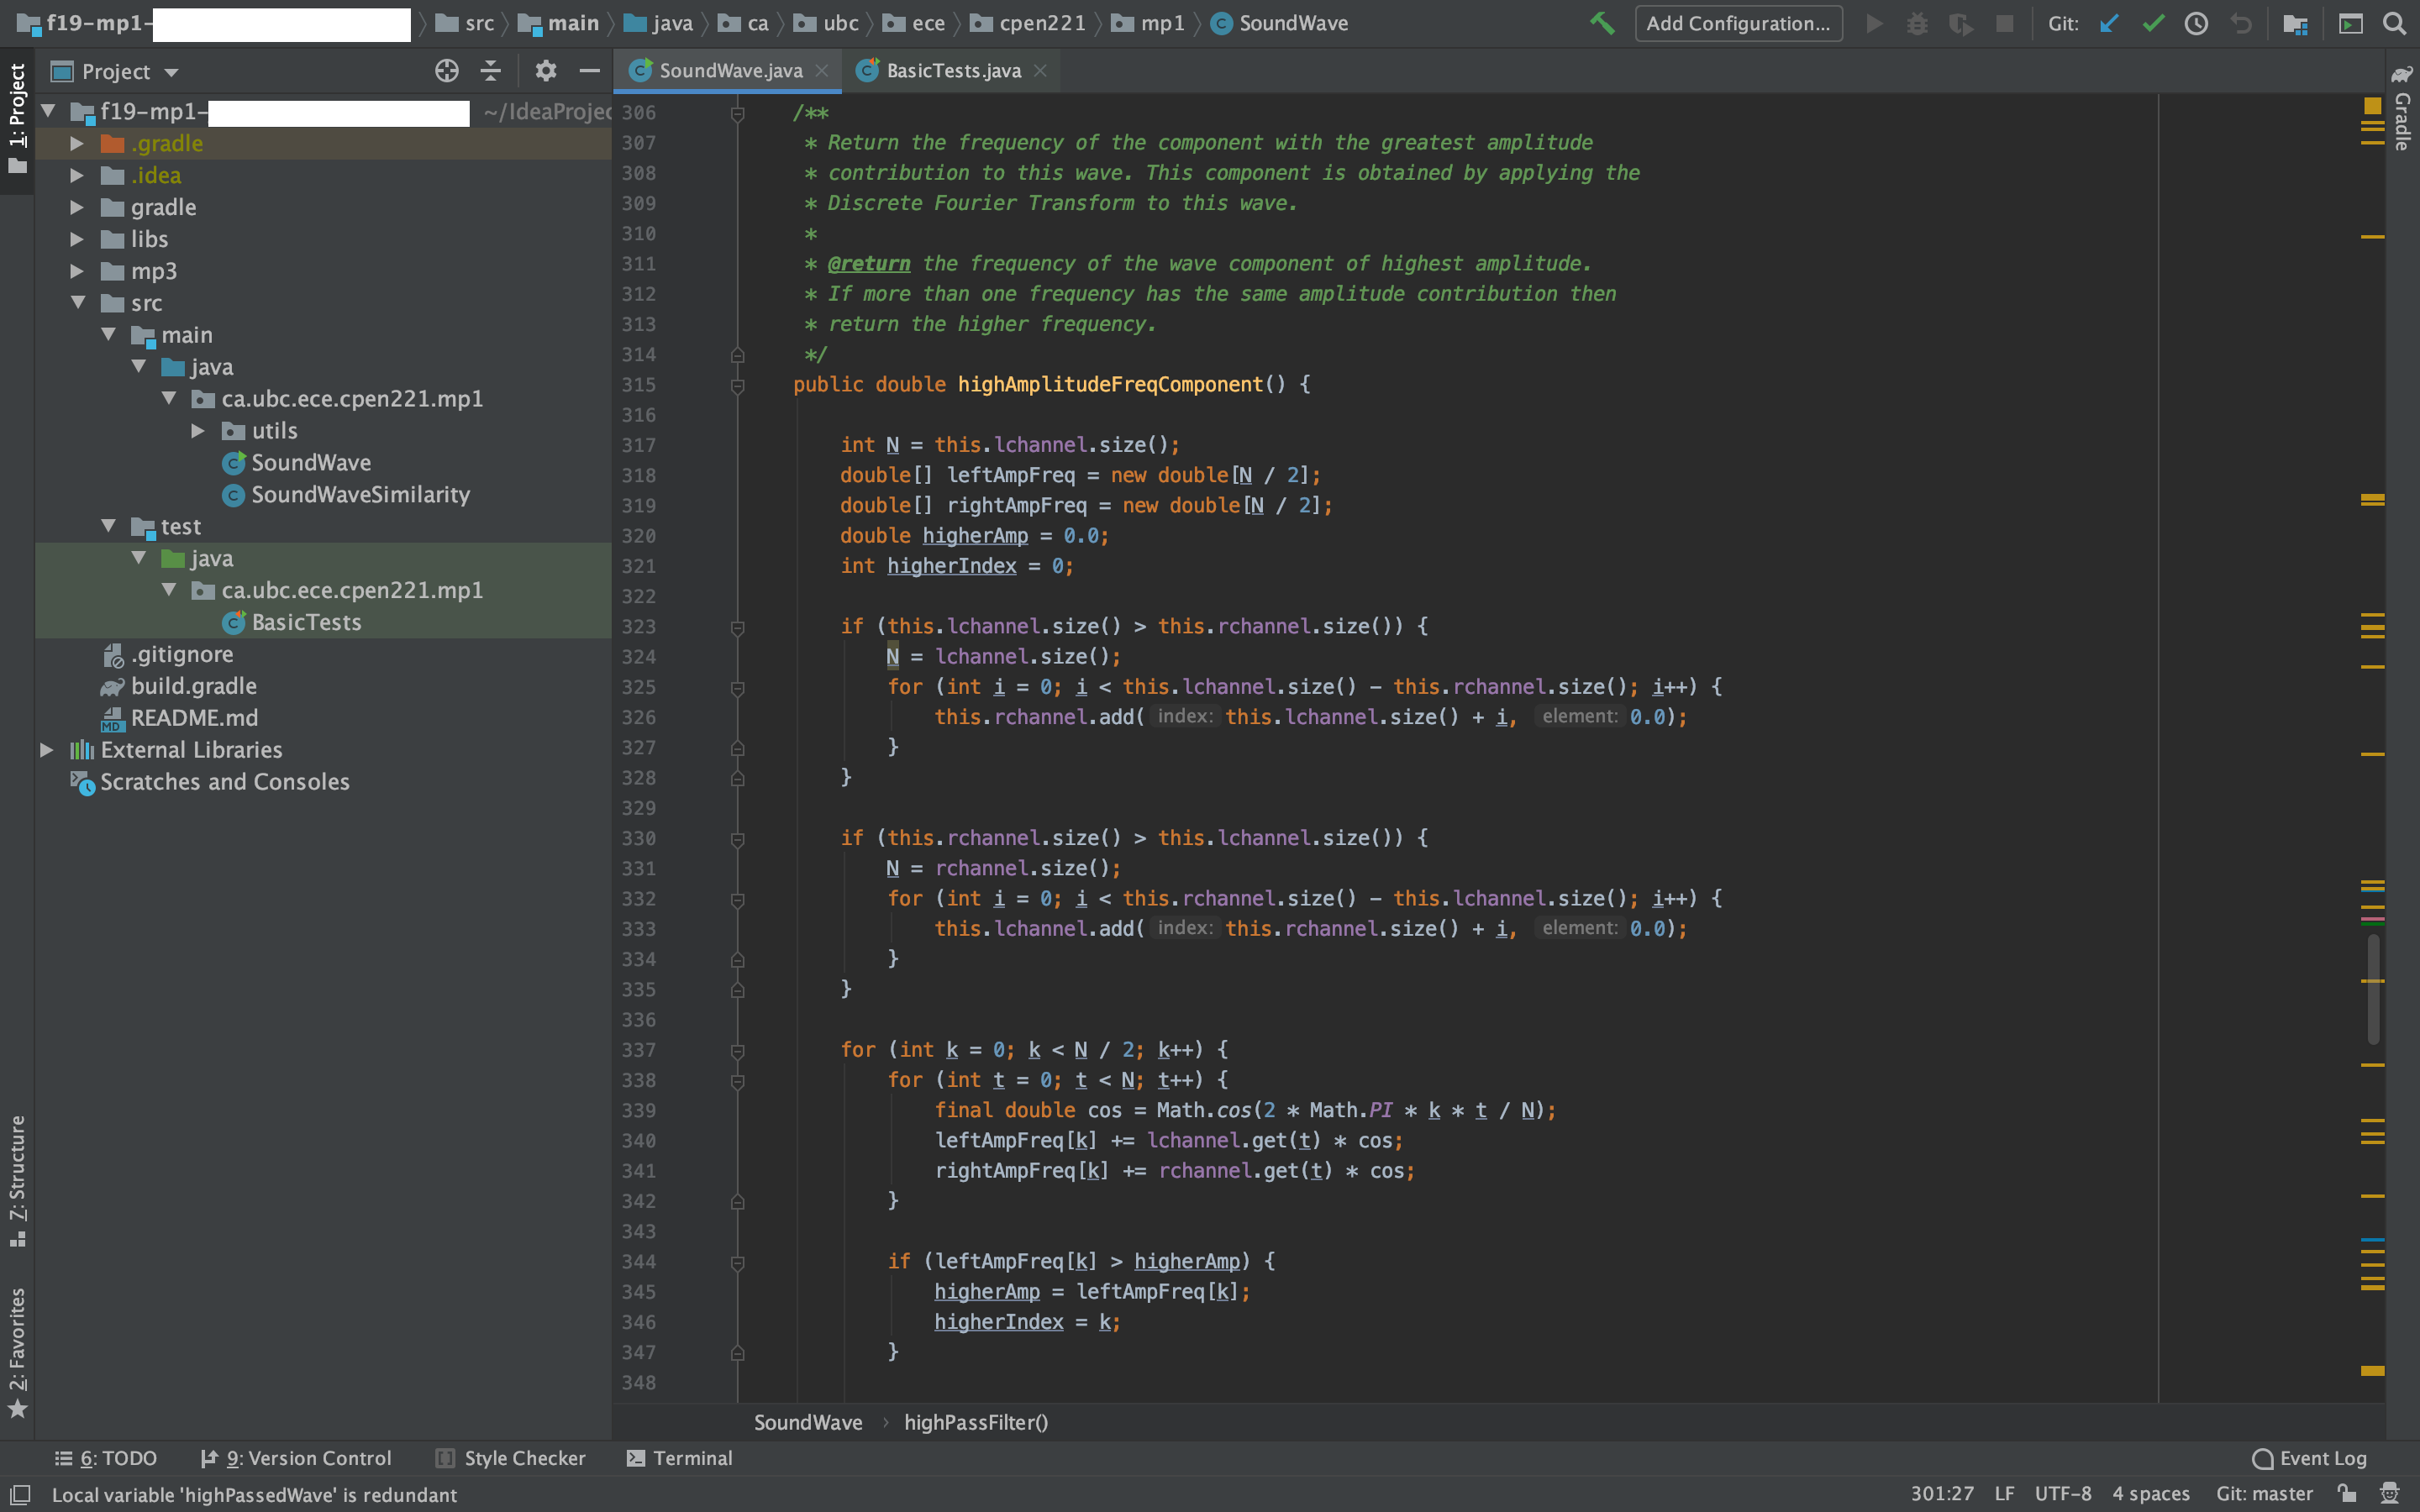 f19-mp1- src main java ca ubc ece cpen221 mp1 SoundWave Add Configuration... Git:
Project SoundWave.java BasicTests.java
1: Project
Gradle
f19-mp1- ~/IdeaProjec
.gradle
.idea
gradle
libs
mp3
src
main
java
ca.ubc.ece.cpen221.mp1
utils
SoundWave
SoundWaveSimilarity
test
java
ca.ubc.ece.cpen221.mp1
BasicTests
.gitignore
build.gradle
README.md
External Libraries
Scratches and Consoles
7: Structure
2: Favorites
306 /**
307 * Return the frequency of the component with the greatest amplitude
308 * contribution to this wave. This component is obtained by applying the
309 * Discrete Fourier Transform to this wave.
310 *
311 * @return the frequency of the wave component of highest amplitude.
312 * If more than one frequency has the same amplitude contribution then
313 * return the higher frequency.
314 */
315 public double highAmplitudeFreqComponent() {
316
317 int N = this.lchannel.size();
318 double[] leftAmpFreq = new double[N / 2];
319 double[] rightAmpFreq = new double[N / 2];
320 double higherAmp = 0.0;
321 int higherIndex = 0;
322
323 if (this.lchannel.size() > this.rchannel.size()) {
324 N = lchannel.size();
325 for (int i = 0; i < this.lchannel.size() - this.rchannel.size(); i++) {
326 this.rchannel.add( index: this.lchannel.size() + i, element: 0.0);
327 }
328 }
329
330 if (this.rchannel.size() > this.lchannel.size()) {
331 N = rchannel.size();
332 for (int i = 0; i < this.rchannel.size() - this.lchannel.size(); i++) {
333 this.lchannel.add( index: this.rchannel.size() + i, element: 0.0);
334 }
335 }
336
337 for (int k = 0; k < N / 2; k++) {
338 for (int t = 0; t < N; t++) {
339 final double cos = Math.cos(2 * Math.PI * k * t / N);
340 leftAmpFreq[k] += lchannel.get(t) * cos;
341 rightAmpFreq[k] += rchannel.get(t) * cos;
342 }
343
344 if (leftAmpFreq[k] > higherAmp) {
345 higherAmp = leftAmpFreq[k];
346 higherIndex = k;
347 }
348
SoundWave highPassFilter()
6: TODO 9: Version Control Style Checker Terminal Event Log
Local variable 'highPassedWave' is redundant 301:27 LF UTF-8 4 spaces Git: master